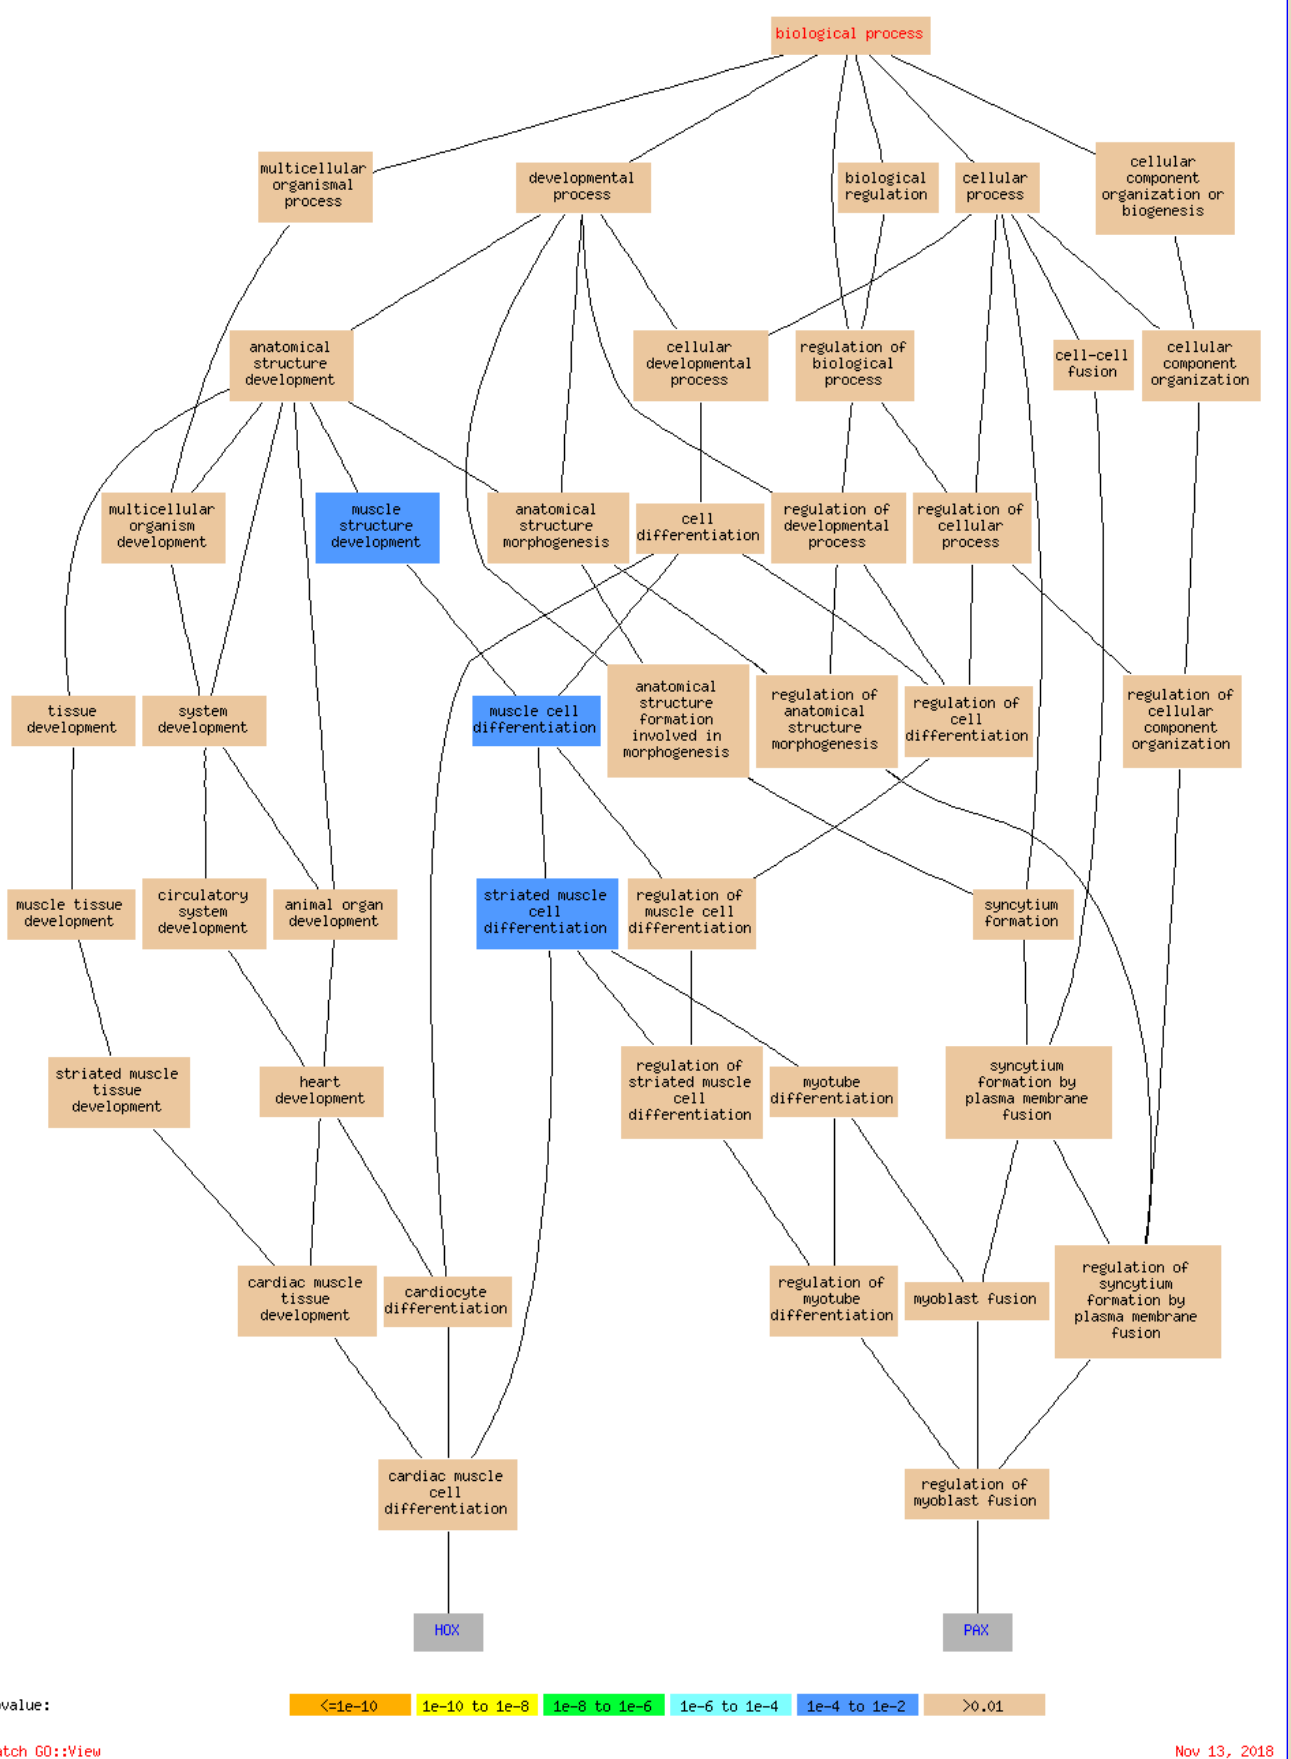 biological process
multicellular
organismal
process
developmental
process
biological
regulation
cellular
process
cellular
component
organization or
biogenesis
anatomical
structure
development
cellular
developmental
process
regulation of
biological
process
cell-cell
fusion
cellular
component
organization
multicellular
organism
development
muscle
structure
development
anatomical
structure
morphogenesis
cell
differentiation
regulation of
developmental
process
regulation of
cellular
process
tissue
development
system
development
muscle cell
differentiation
anatomical
structure
formation
involved in
morphogenesis
regulation of
anatomical
structure
morphogenesis
regulation of
cell
differentiation
regulation of
cellular
component
organization
muscle tissue
development
circulatory
system
development
animal organ
development
striated muscle
cell
differentiation
regulation of
muscle cell
differentiation
syncytium
formation
striated muscle
tissue
development
heart
development
regulation of
striated muscle
cell
differentiation
myotube
differentiation
syncytium
formation by
plasma membrane
fusion
cardiac muscle
tissue
development
cardiocyte
differentiation
regulation of
myotube
differentiation
myoblast fusion
regulation of
syncytium
formation by
plasma membrane
fusion
cardiac muscle
cell
differentiation
regulation of
myoblast fusion
HOX
PAX
value:
<=1e-10
1e-10 to 1e-8
1e-8 to 1e-6
1e-6 to 1e-4
1e-4 to 1e-2
>0.01
atch GO::View
Nov 13, 2018